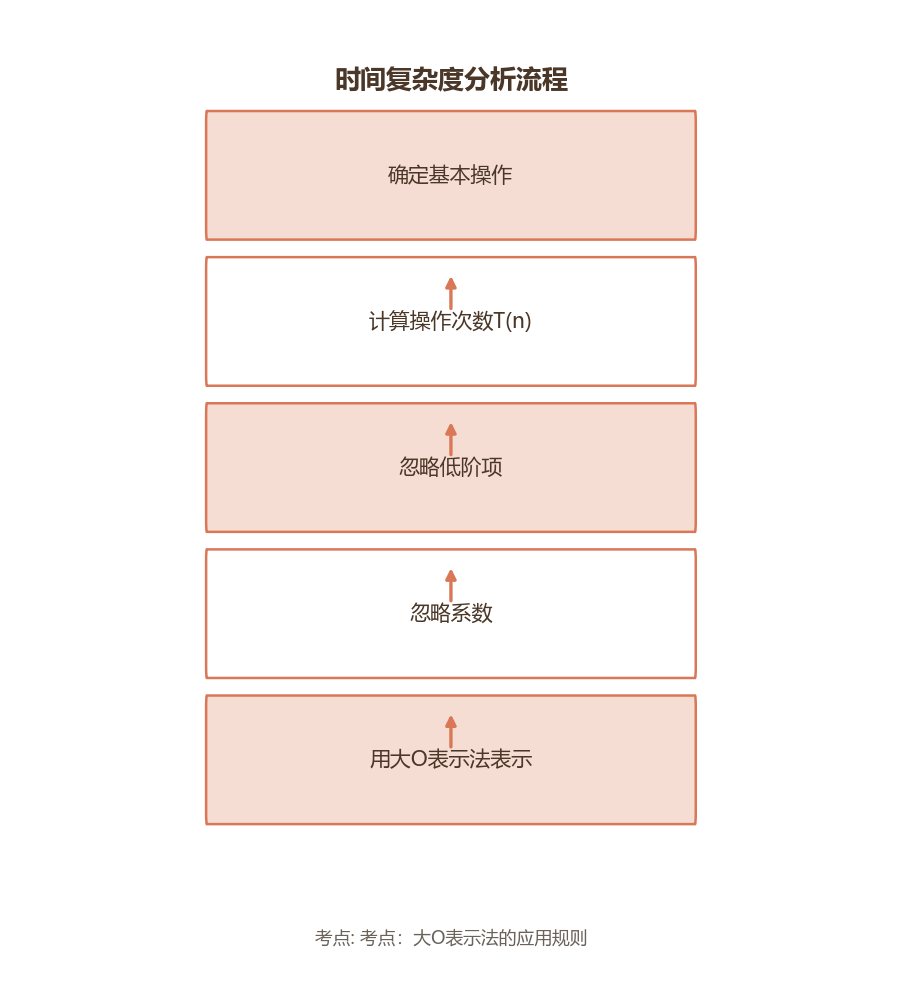 时间复杂度分析流程
确定基本操作
计算操作次数T(n)
忽略低阶项
忽略系数
用大O表示法表示
考点: 考点：大O表示法的应用规则